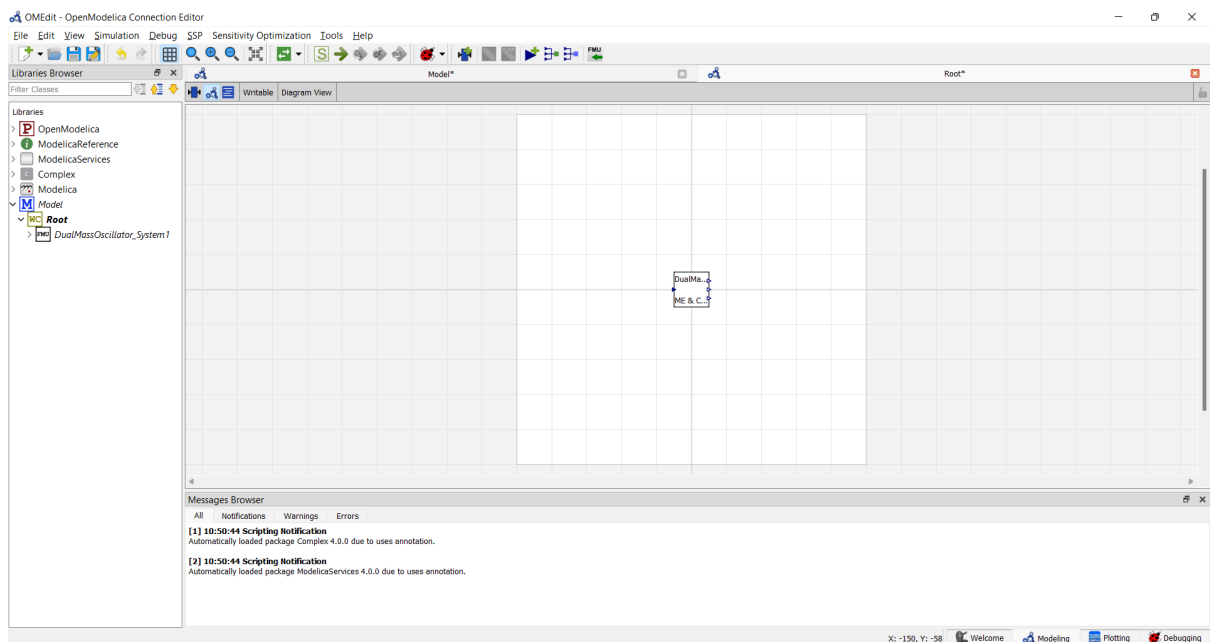 OMEdit - OpenModelica Connection Editor
File Edit View Simulation Debug SSP Sensitivity Optimization Tools Help
S FMU
Libraries Browser
Model*
Root*
Filter Classes
Writable Diagram View
Libraries
P OpenModelica
i ModelicaReference
ModelicaServices
C Complex
Modelica
M Model
WC Root
FMU DualMassOscillator_System1
DualMa...
ME & C...
Messages Browser
All Notifications Warnings Errors
[1] 10:50:44 Scripting Notification
Automatically loaded package Complex 4.0.0 due to uses annotation.
[2] 10:50:44 Scripting Notification
Automatically loaded package ModelicaServices 4.0.0 due to uses annotation.
X: -150, Y: -58 Welcome Modeling Plotting Debugging